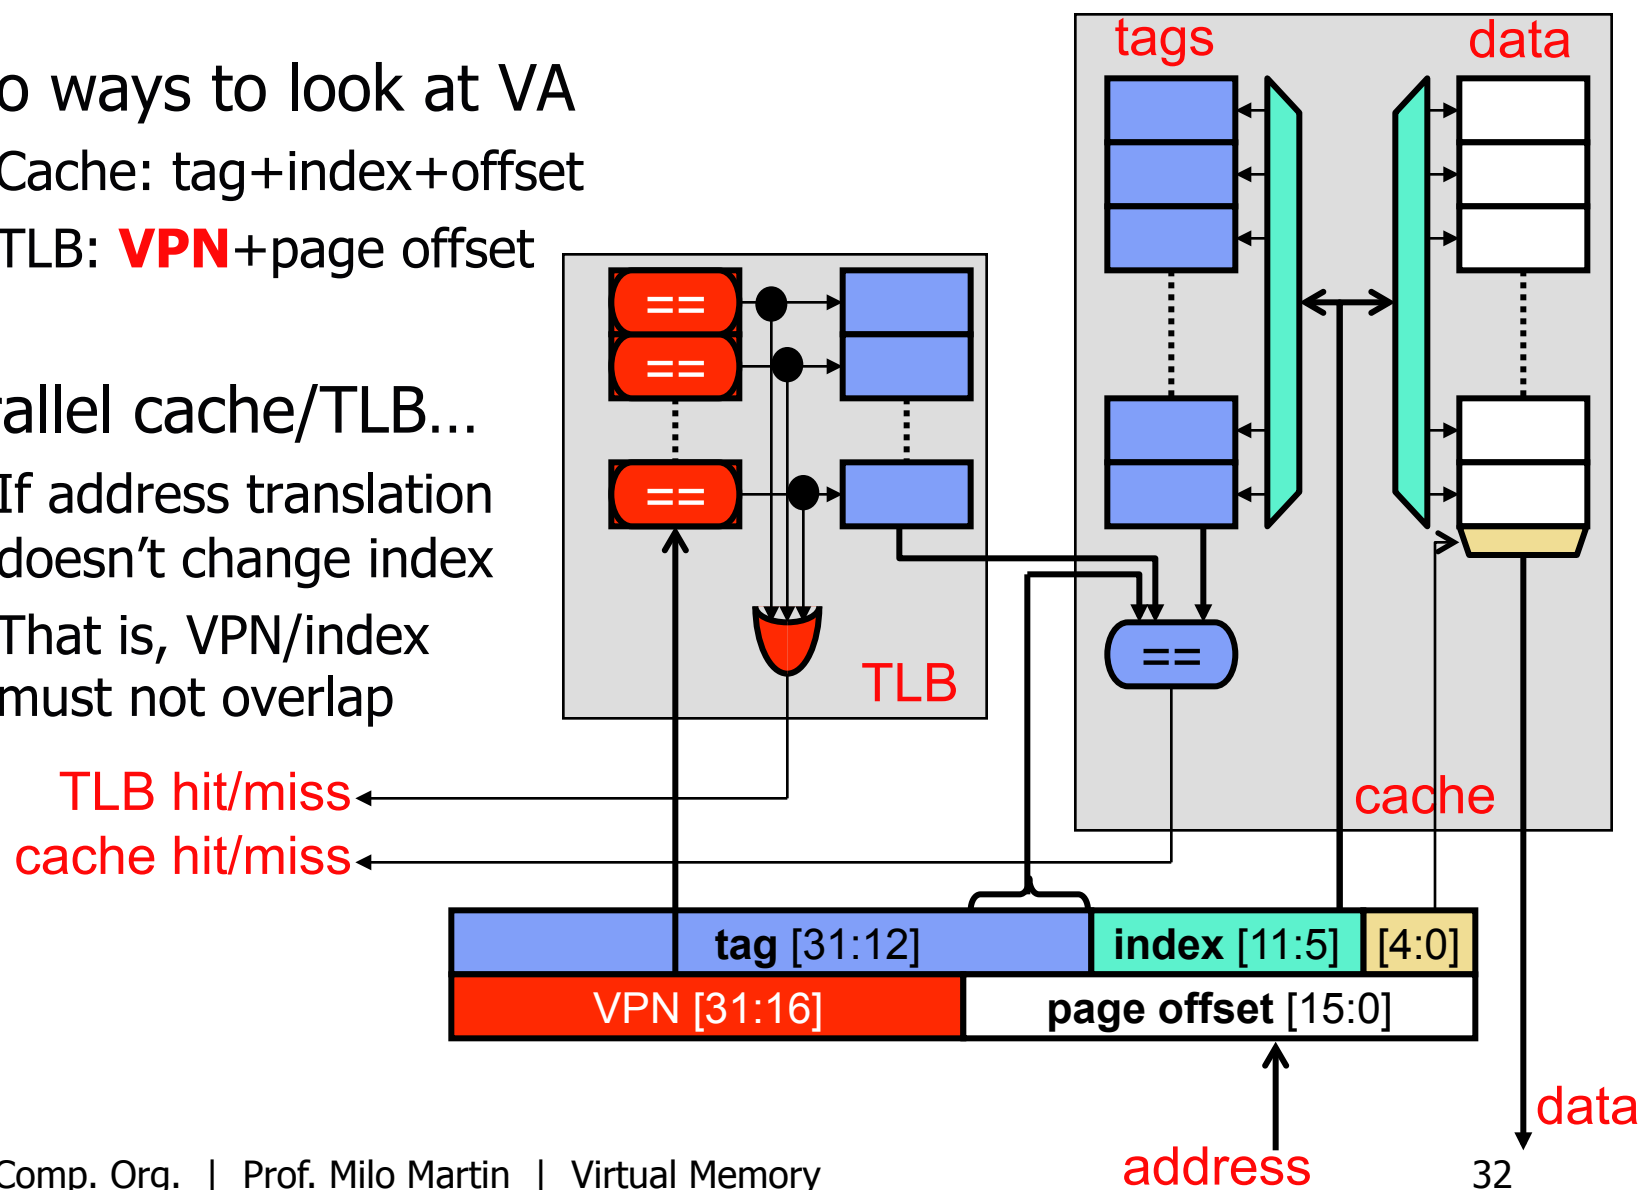 o ways to look at VA
Cache: tag+index+offset
TLB: VPN+page offset
rallel cache/TLB...
If address translation
doesn't change index
That is, VPN/index
must not overlap
tags
data
==
==
==
TLB
==
cache
TLB hit/miss
cache hit/miss
tag [31:12]
index [11:5]
[4:0]
VPN [31:16]
page offset [15:0]
data
address
Comp. Org. | Prof. Milo Martin | Virtual Memory
32